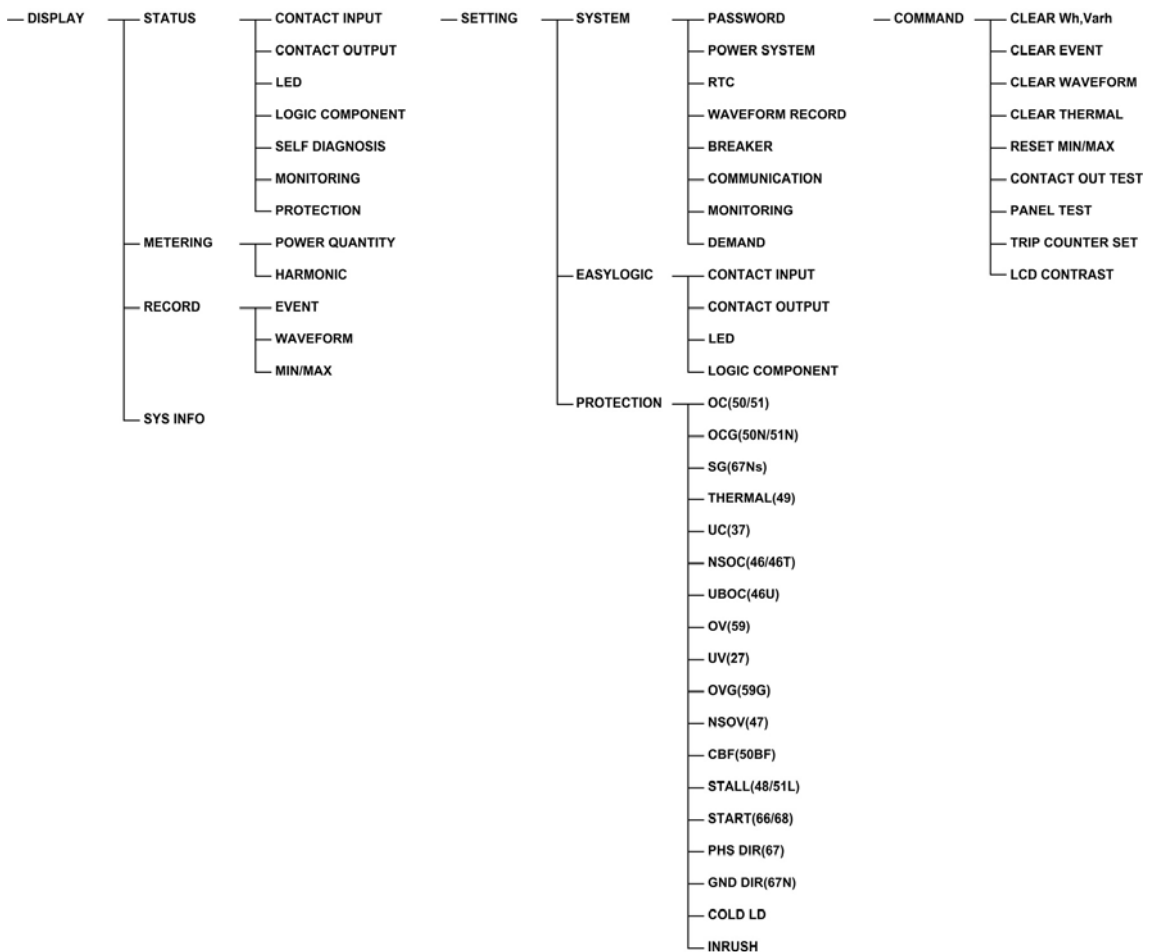 DISPLAY
STATUS
CONTACT INPUT
CONTACT OUTPUT
LED
LOGIC COMPONENT
SELF DIAGNOSIS
MONITORING
PROTECTION
METERING
POWER QUANTITY
HARMONIC
RECORD
EVENT
WAVEFORM
MIN/MAX
SYS INFO
SETTING
SYSTEM
PASSWORD
POWER SYSTEM
RTC
WAVEFORM RECORD
BREAKER
COMMUNICATION
MONITORING
DEMAND
EASYLOGIC
CONTACT INPUT
CONTACT OUTPUT
LED
LOGIC COMPONENT
PROTECTION
OC(50/51)
OCG(50N/51N)
SG(67Ns)
THERMAL(49)
UC(37)
NSOC(46/46T)
UBOC(46U)
OV(59)
UV(27)
OVG(59G)
NSOV(47)
CBF(50BF)
STALL(48/51L)
START(66/68)
PHS DIR(67)
GND DIR(67N)
COLD LD
INRUSH
COMMAND
CLEAR Wh,Varh
CLEAR EVENT
CLEAR WAVEFORM
CLEAR THERMAL
RESET MIN/MAX
CONTACT OUT TEST
PANEL TEST
TRIP COUNTER SET
LCD CONTRAST